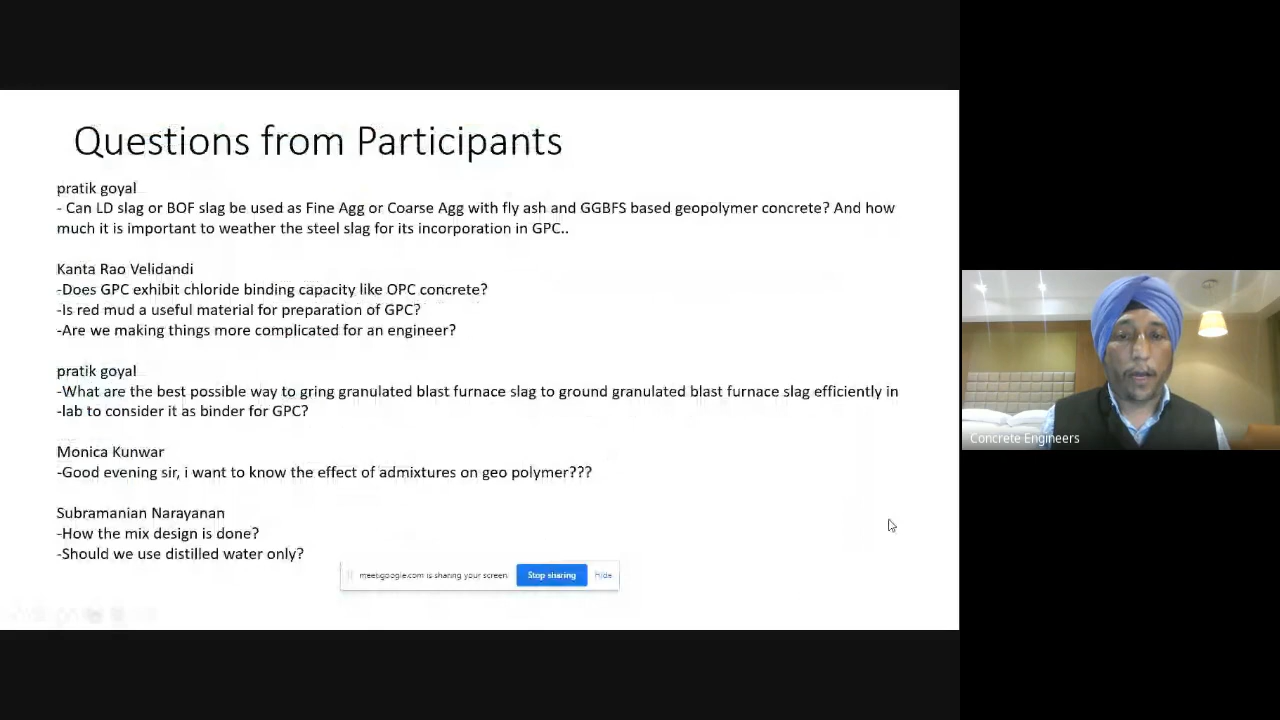 Questions from Participants
pratik goyal
- Can LD slag or BOF slag be used as Fine Agg or Coarse Agg with fly ash and GGBFS based geopolymer concrete? And how
much it is important to weather the steel slag for its incorporation in GPC..
Kanta Rao Velidandi
-Does GPC exhibit chloride binding capacity like OPC concrete?
-Is red mud a useful material for preparation of GPC?
-Are we making things more complicated for an engineer?
pratik goyal
-What are the best possible way to gring granulated blast furnace slag to ground granulated blast furnace slag efficiently in
-lab to consider it as binder for GPC?
Monica Kunwar
-Good evening sir, i want to know the effect of admixtures on geo polymer???
Subramanian Narayanan
-How the mix design is done?
-Should we use distilled water only?
meet.google.com is sharing your screen. Stop sharing Hide
Concrete Engineers